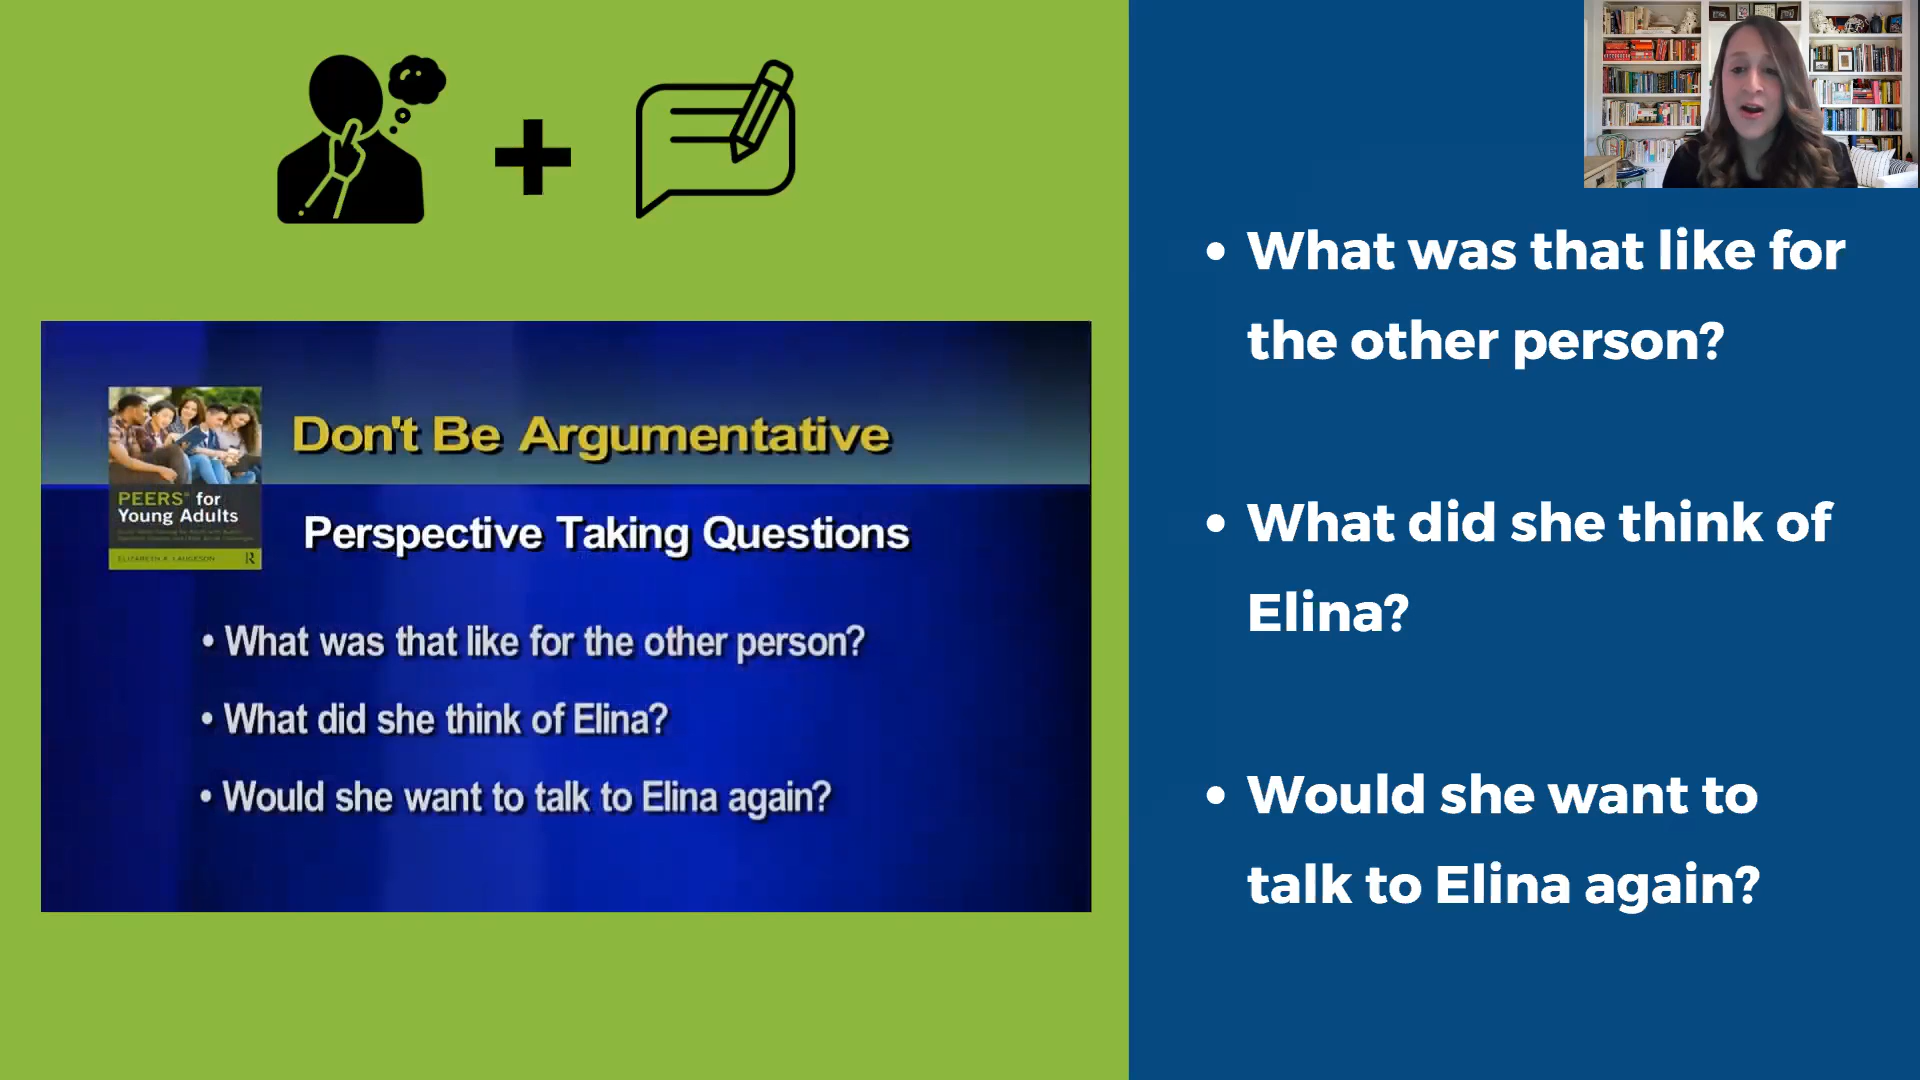 Don't Be Argumentative
PEERS® for
Young Adults
ELIZABETH A. LAUGESON
R
Perspective Taking Questions
• What was that like for the other person?
• What did she think of Elina?
• Would she want to talk to Elina again?
• What was that like for
the other person?
• What did she think of
Elina?
• Would she want to
talk to Elina again?